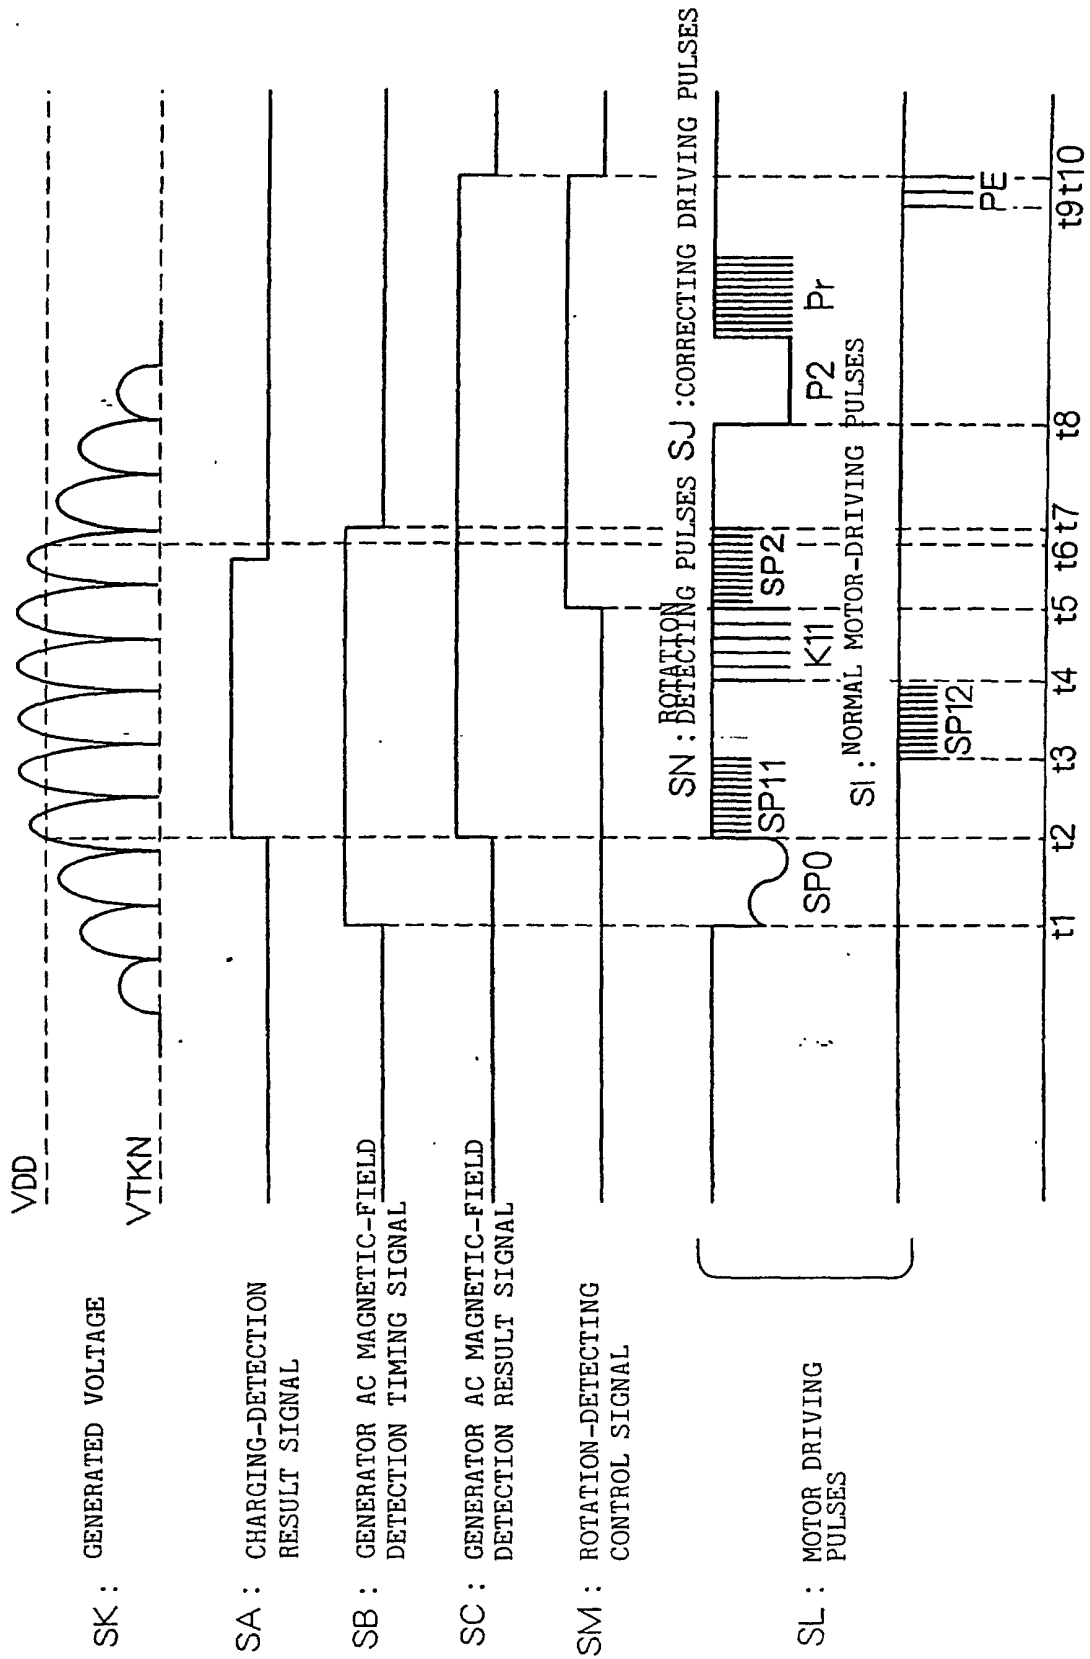 VDD
VTKN
SK : GENERATED VOLTAGE
SA : CHARGING-DETECTION
RESULT SIGNAL
SB : GENERATOR AC MAGNETIC-FIELD
DETECTION TIMING SIGNAL
SC : GENERATOR AC MAGNETIC-FIELD
DETECTION RESULT SIGNAL
SM : ROTATION-DETECTING
CONTROL SIGNAL
ROTATION
SN : DETECTING PULSES
SJ :CORRECTING DRIVING PULSES
SL : MOTOR DRIVING
PULSES
SP0
SP11
K11
SP2
P2
Pr
SI : NORMAL MOTOR-DRIVING PULSES
SP12
PE
t1 t2 t3 t4 t5 t6 t7 t8 t9 t10